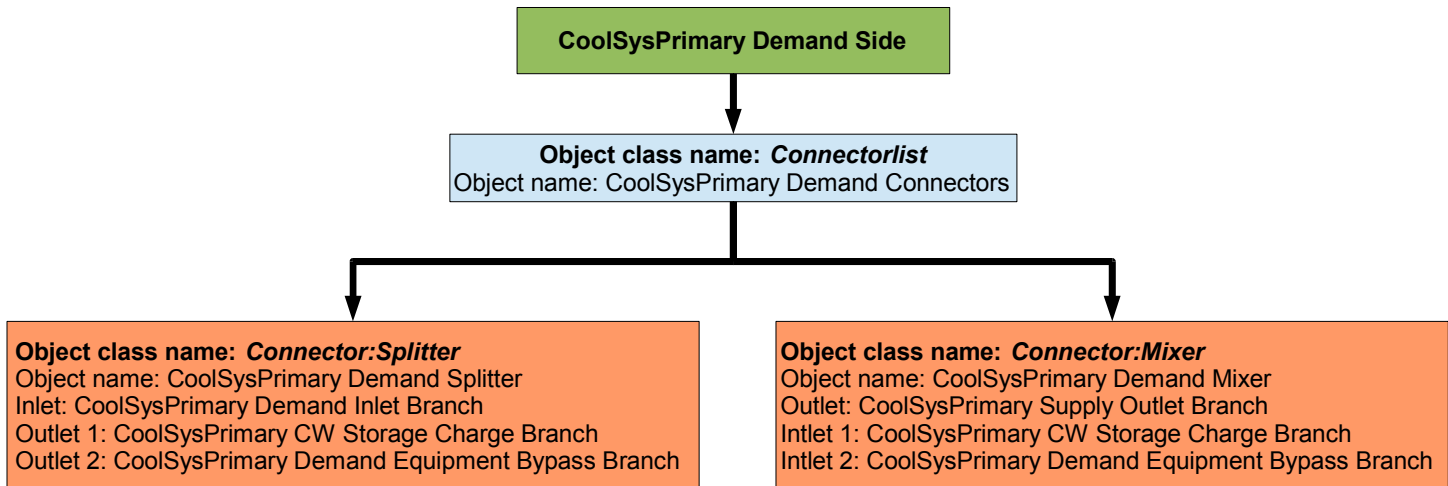 CoolSysPrimary Demand Side
Object class name: Connectorlist
Object name: CoolSysPrimary Demand Connectors
Object class name: Connector:Splitter
Object name: CoolSysPrimary Demand Splitter
Inlet: CoolSysPrimary Demand Inlet Branch
Outlet 1: CoolSysPrimary CW Storage Charge Branch
Outlet 2: CoolSysPrimary Demand Equipment Bypass Branch
Object class name: Connector:Mixer
Object name: CoolSysPrimary Demand Mixer
Outlet: CoolSysPrimary Supply Outlet Branch
Intlet 1: CoolSysPrimary CW Storage Charge Branch
Intlet 2: CoolSysPrimary Demand Equipment Bypass Branch